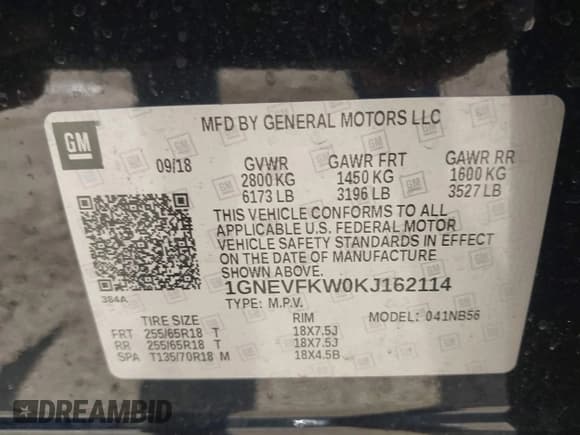 MFD BY GENERAL MOTORS LLC
GM
09/18 GVWR GAWR FRT GAWR RR
2800 KG 1450 KG 1600 KG
6173 LB 3196 LB 3527 LB
THIS VEHICLE CONFORMS TO ALL
APPLICABLE U.S. FEDERAL MOTOR
VEHICLE SAFETY STANDARDS IN EFFECT
ON THE DATE OF MANUFACTURE
SHOWN ABOVE.
384A
1GNEVFKW0KJ162114
TYPE: M.P.V.
TIRE SIZE RIM MODEL: 041NB56
FRT 255/65R18 T 18X7.5J
RR 255/65R18 T 18X7.5J
SPA T135/70R18 M 18X4.5B
DREAMBID